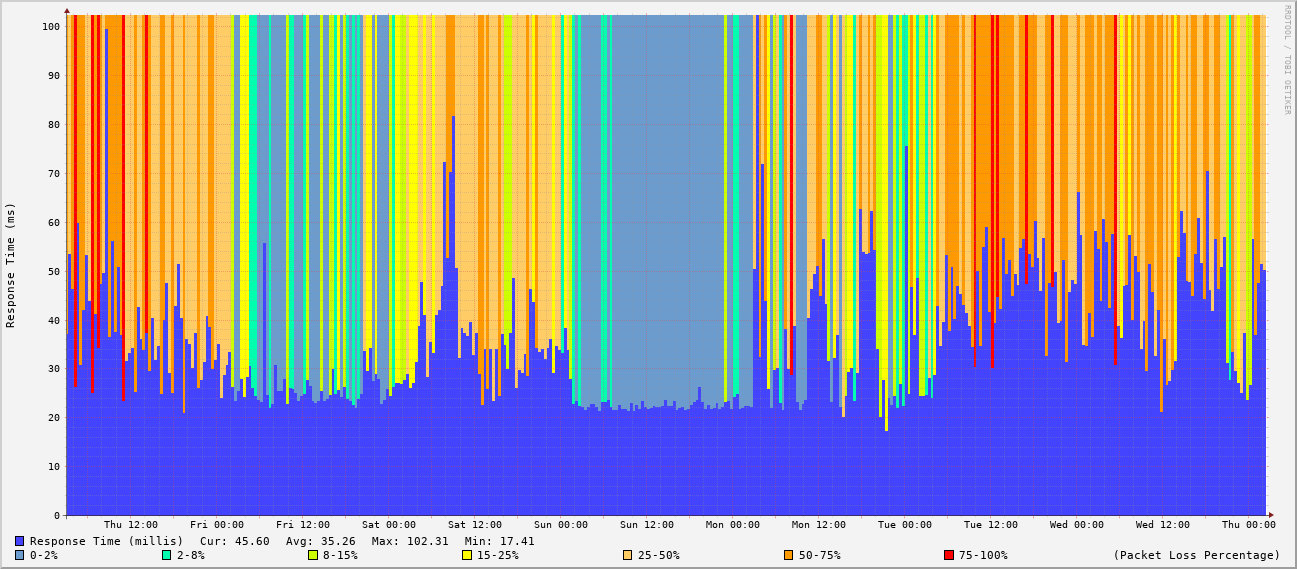 RRDTOOL / TOBI OETIKER
Response Time (ms)
100
90
80
70
60
50
40
30
20
10
0
Thu 12:00 Fri 00:00 Fri 12:00 Sat 00:00 Sat 12:00 Sun 00:00 Sun 12:00 Mon 00:00 Mon 12:00 Tue 00:00 Tue 12:00 Wed 00:00 Wed 12:00 Thu 00:00
Response Time (millis) Cur: 45.60 Avg: 35.26 Max: 102.31 Min: 17.41
0-2% 2-8% 8-15% 15-25% 25-50% 50-75% 75-100% (Packet Loss Percentage)